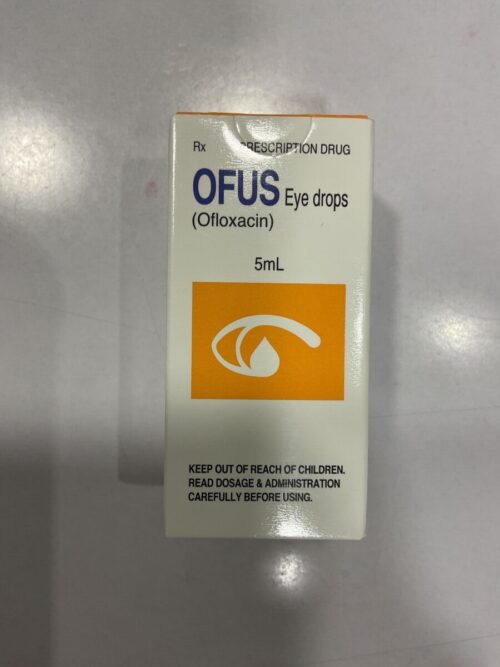 Rx PRESCRIPTION DRUG
OFUS Eye drops
(Ofloxacin)
5mL
KEEP OUT OF REACH OF CHILDREN.
READ DOSAGE & ADMINISTRATION
CAREFULLY BEFORE USING.